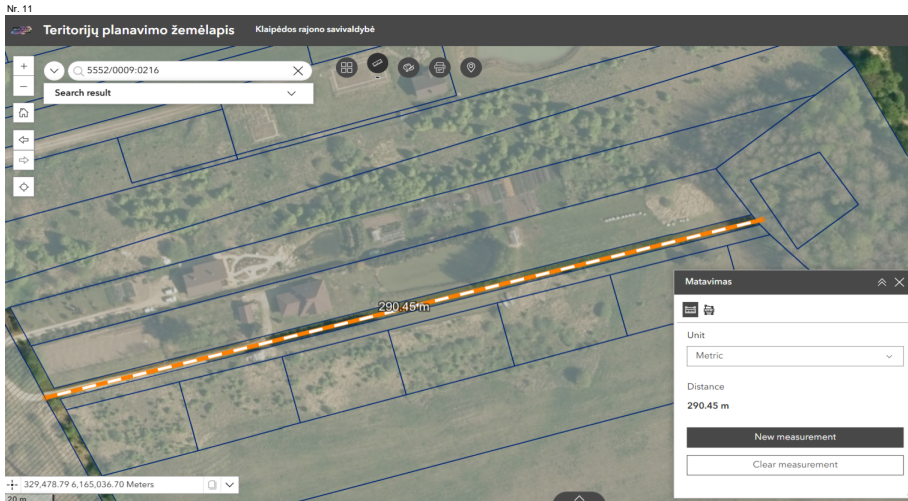 Nr. 11
Teritorijų planavimo žemėlapis Klaipėdos rajono savivaldybė
5552/0009:0216
Search result
290.45 m
Matavimas
Unit
Metric
Distance
290.45 m
New measurement
Clear measurement
329,478.79 6,165,036.70 Meters
20 m